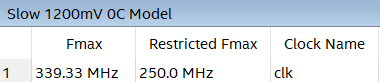 Slow 1200mV 0C Model
Fmax Restricted Fmax Clock Name
1 339.33 MHz 250.0 MHz clk